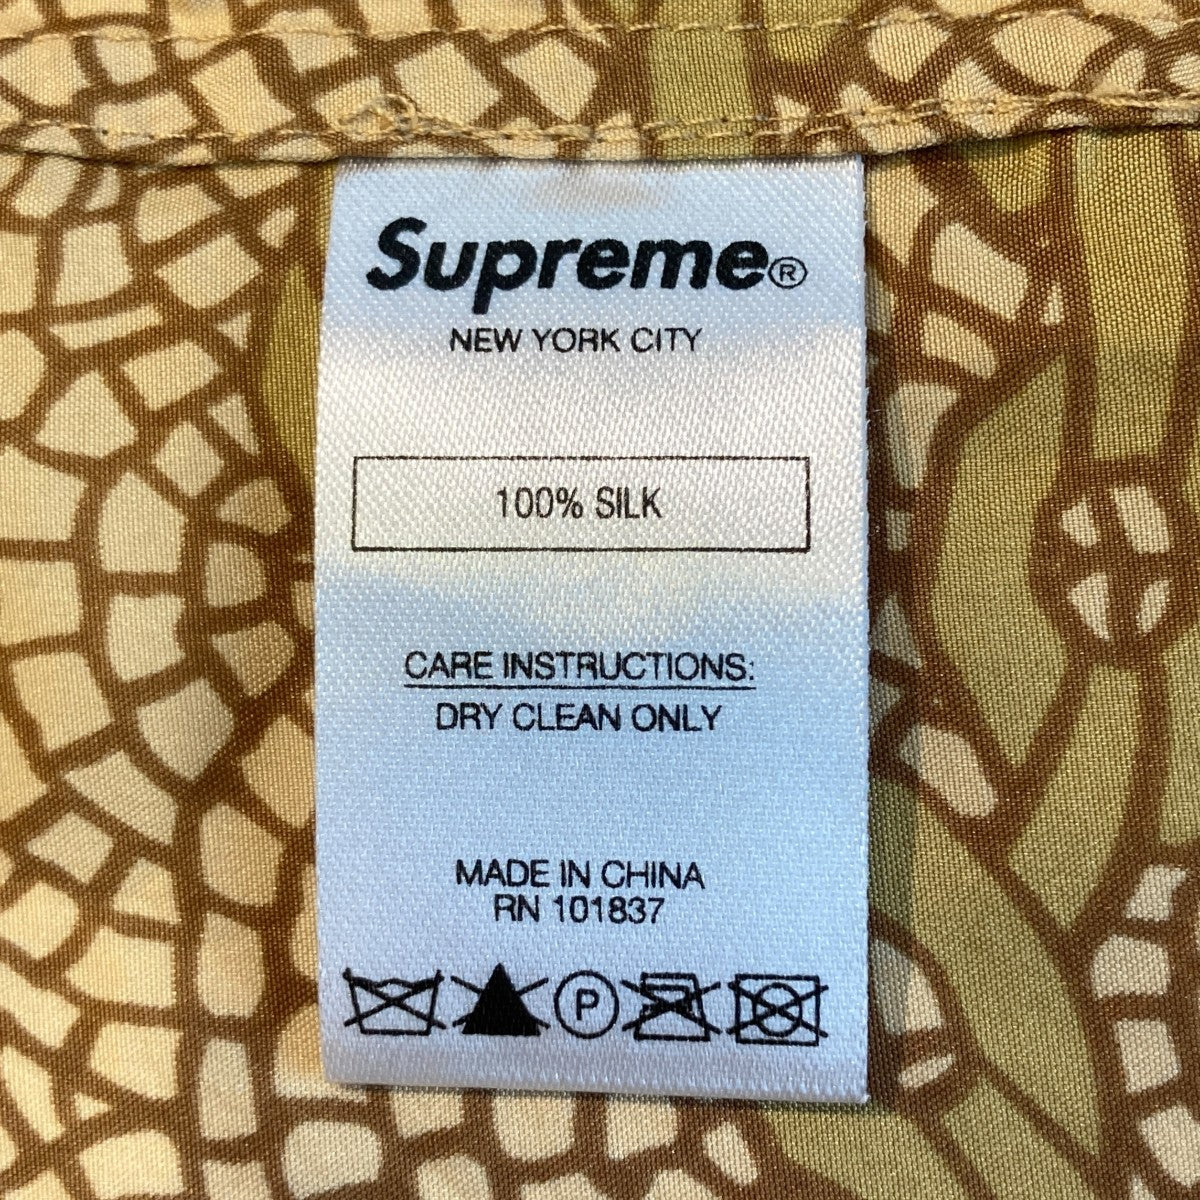 Supreme®
NEW YORK CITY
100% SILK
CARE INSTRUCTIONS:
DRY CLEAN ONLY
MADE IN CHINA
RN 101837
P